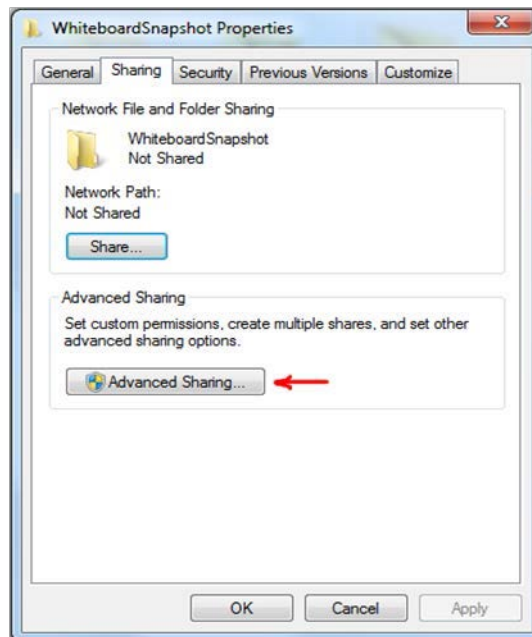 WhiteboardSnapshot Properties
General Sharing Security Previous Versions Customize
Network File and Folder Sharing
WhiteboardSnapshot
Not Shared
Network Path:
Not Shared
Share...
Advanced Sharing
Set custom permissions, create multiple shares, and set other
advanced sharing options.
Advanced Sharing...
OK Cancel Apply